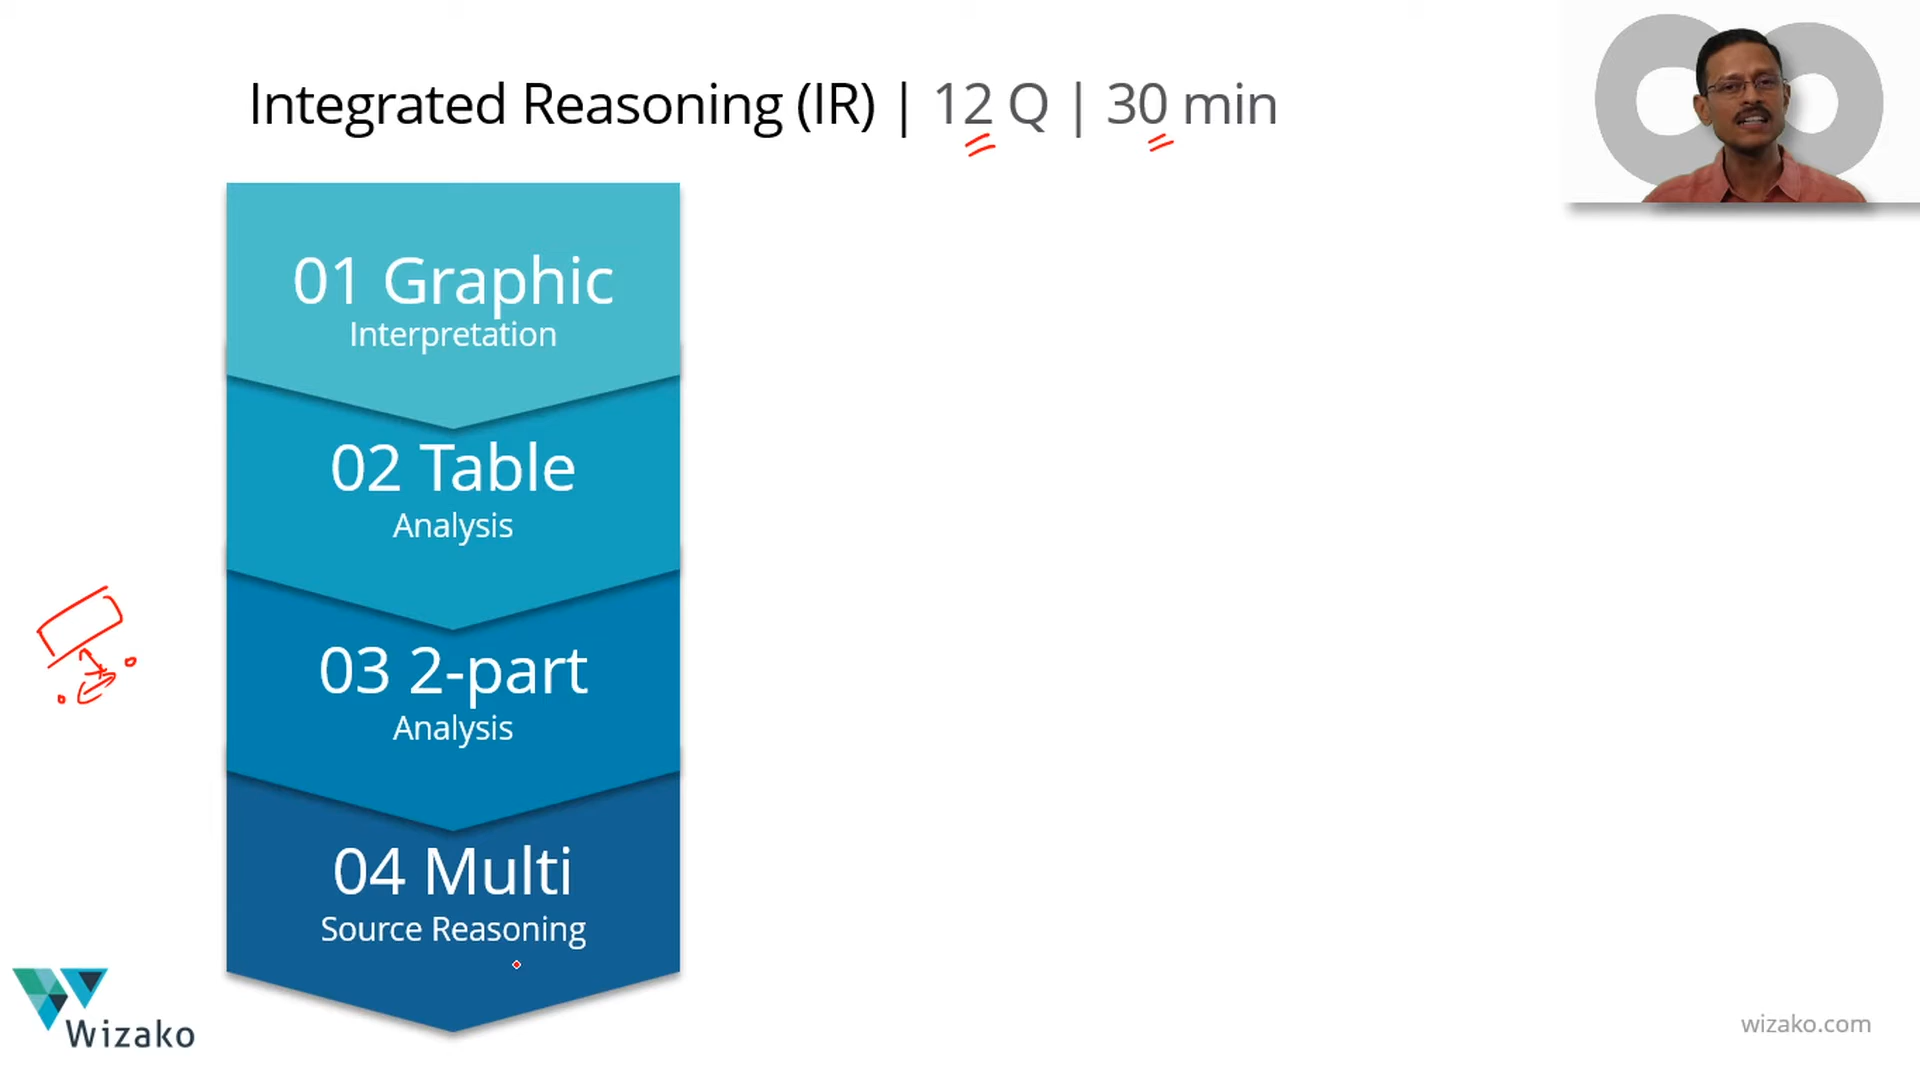 Integrated Reasoning (IR) | 12 Q | 30 min
01 Graphic
Interpretation
02 Table
Analysis
03 2-part
Analysis
04 Multi
Source Reasoning
Wizako
wizako.com